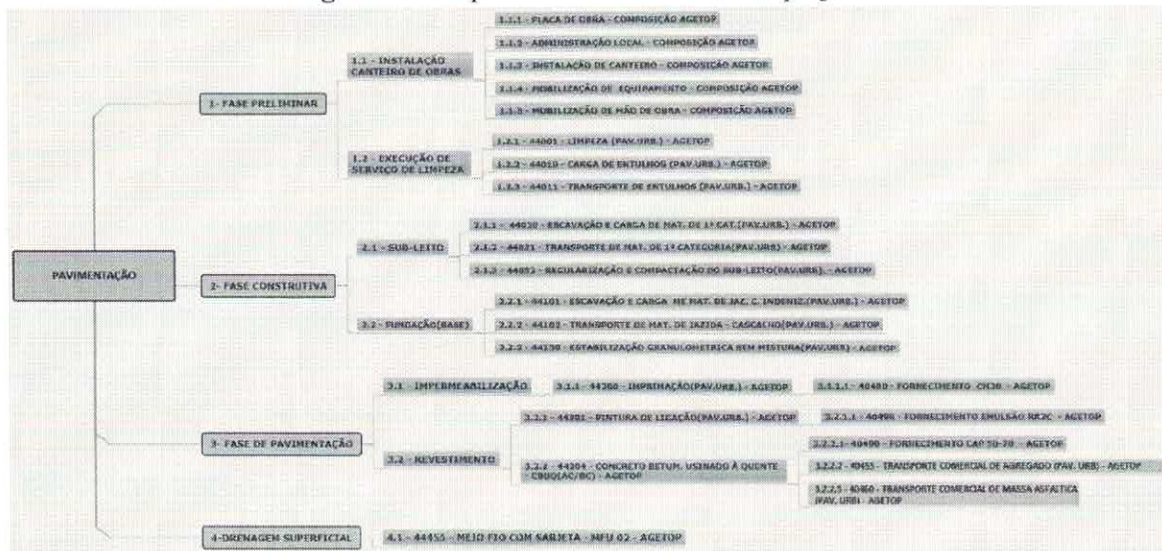 PAVIMENTAÇÃO
1- FASE PRELIMINAR
1.1 - INSTALAÇÃO
CANTEIRO DE OBRAS
1.1.1 - PLACA DE OBRA - COMPOSIÇÃO AGETOP
1.1.2 - ADMINISTRAÇÃO LOCAL - COMPOSIÇÃO AGETOP
1.1.3 - INSTALAÇÃO DE CANTEIRO - COMPOSIÇÃO AGETOP
1.1.4 - MOBILIZAÇÃO DE EQUIPAMENTO - COMPOSIÇÃO AGETOP
1.1.5 - MOBILIZAÇÃO DE MÃO DE OBRA - COMPOSIÇÃO AGETOP
1.2 - EXECUÇÃO DE
SERVIÇO DE LIMPEZA
1.2.1 - 44001 - LIMPEZA (PAV.URB.) - AGETOP
1.2.2 - 44010 - CARGA DE ENTULHOS (PAV.URB.) - AGETOP
1.2.3 - 44011 - TRANSPORTE DE ENTULHOS (PAV.URB.) - AGETOP
2- FASE CONSTRUTIVA
2.1 - SUB-LEITO
2.1.1 - 44020 - ESCAVAÇÃO E CARGA DE MAT. DE 1ª CAT.(PAV.URB.) - AGETOP
2.1.2 - 44021 - TRANSPORTE DE MAT. DE 1ª CATEGORIA(PAV.URB) - AGETOP
2.1.3 - 44052 - REGULARIZAÇÃO E COMPACTAÇÃO DO SUB-LEITO(PAV.URB). - AGETOP
2.2 - FUNDAÇÃO(BASE)
2.2.1 - 44101 - ESCAVAÇÃO E CARGA MAT. DE JAZ. C. INDENIZ.(PAV.URB.) - AGETOP
2.2.2 - 44102 - TRANSPORTE DE MAT. DE JAZIDA - CASCALHO(PAV.URB.) - AGETOP
2.2.3 - 44150 - ESTABILIZAÇÃO GRANULOMETRICA SEM MISTURA(PAV.URB) - AGETOP
3- FASE DE PAVIMENTAÇÃO
3.1 - IMPERMEABILIZAÇÃO
3.1.1 - 44200 - IMPRIMAÇÃO(PAV.URB.) - AGETOP
3.1.1.1 - 40480 - FORNECIMENTO CM30 - AGETOP
3.2 - REVESTIMENTO
3.2.1 - 44201 - PINTURA DE LIGAÇÃO(PAV.URB.) - AGETOP
3.2.1.1 - 40496 - FORNECIMENTO EMULSÃO RR2C - AGETOP
3.2.2 - 44204 - CONCRETO BETUM. USINADO À QUENTE
- CBUQ(AC/BC) - AGETOP
3.2.2.1- 40490 - FORNECIMENTO CAP 50-70 - AGETOP
3.2.2.2 - 40455 - TRANSPORTE COMERCIAL DE AGREGADO (PAV. URB) - AGETOP
3.2.2.3 - 40460 - TRANSPORTE COMERCIAL DE MASSA ASFALTICA
(PAV. URB) - AGETOP
4-DRENAGEM SUPERFICIAL
4.1 - 44455 - MEIO FIO COM SARJETA - MFU 02 - AGETOP